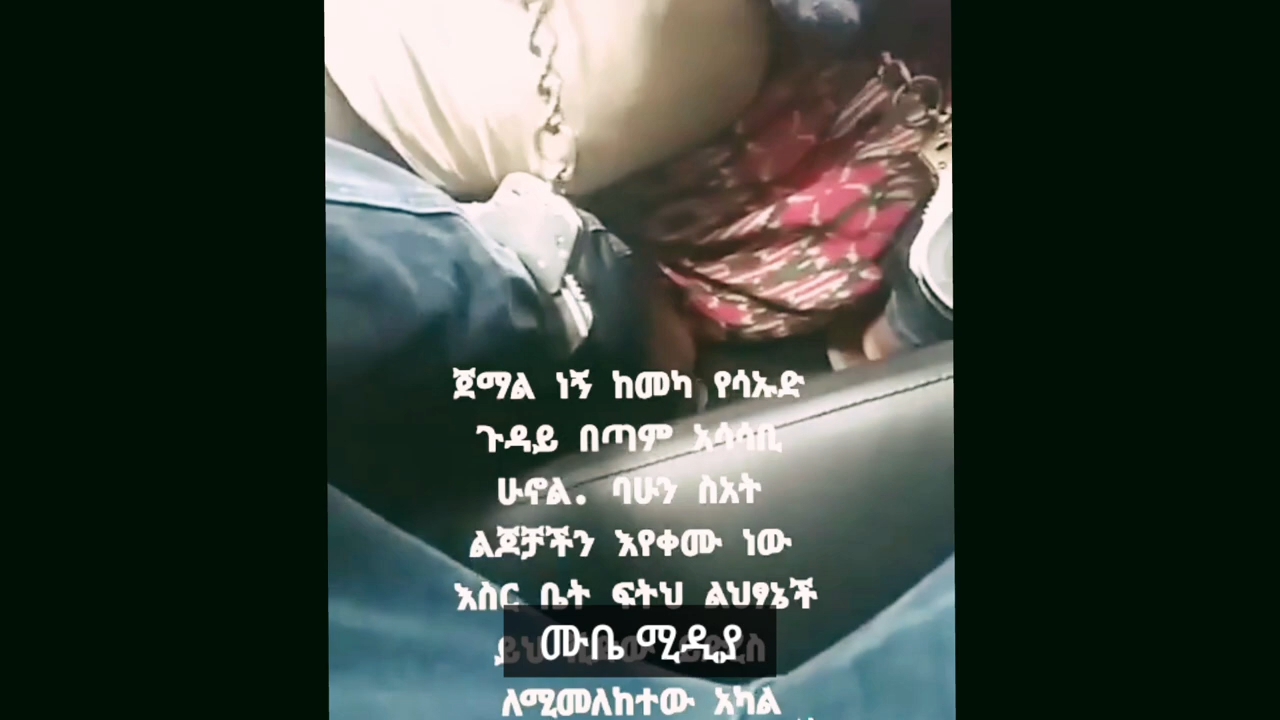 ጀማል ነኝ ከመካ የሳኡድ
ጉዳይ በጣም አሳሳቢ
ሁኖል. ባሁን ስአት
ልጆቻችን እየቀሙ ነው
እስር ቤት ፍትህ ልህፃኔች
ሙቤ ሚዲያ
ለሚመለከተው አካል